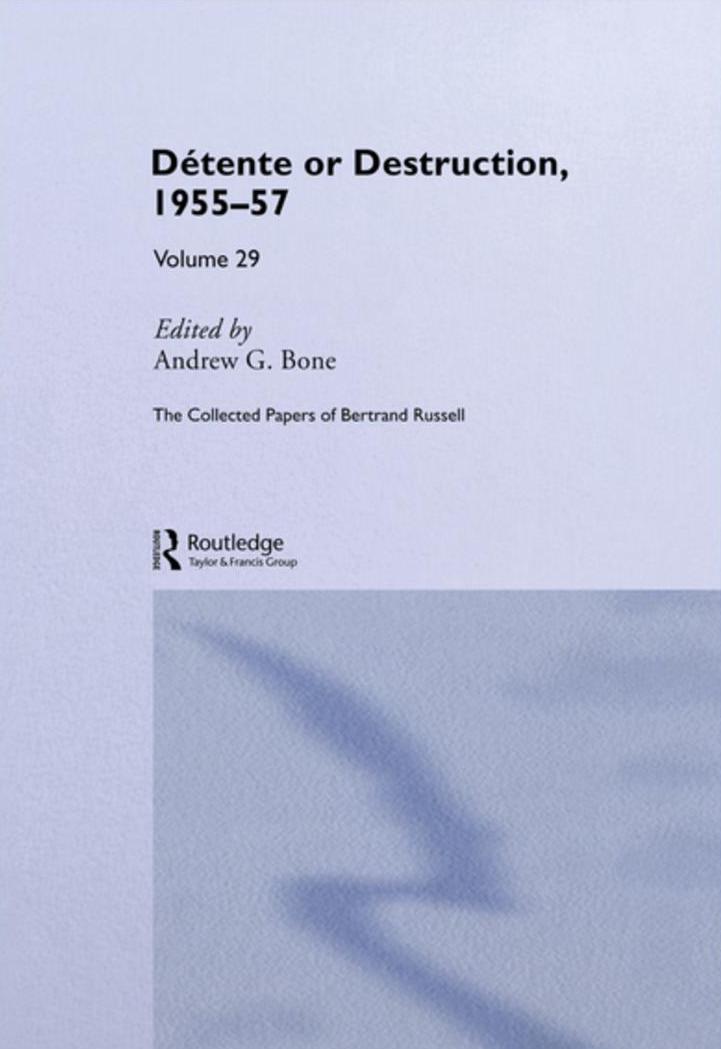 Détente or Destruction,
1955–57
Volume 29
Edited by
Andrew G. Bone
The Collected Papers of Bertrand Russell
ROUTLEDGE
Routledge
Taylor & Francis Group